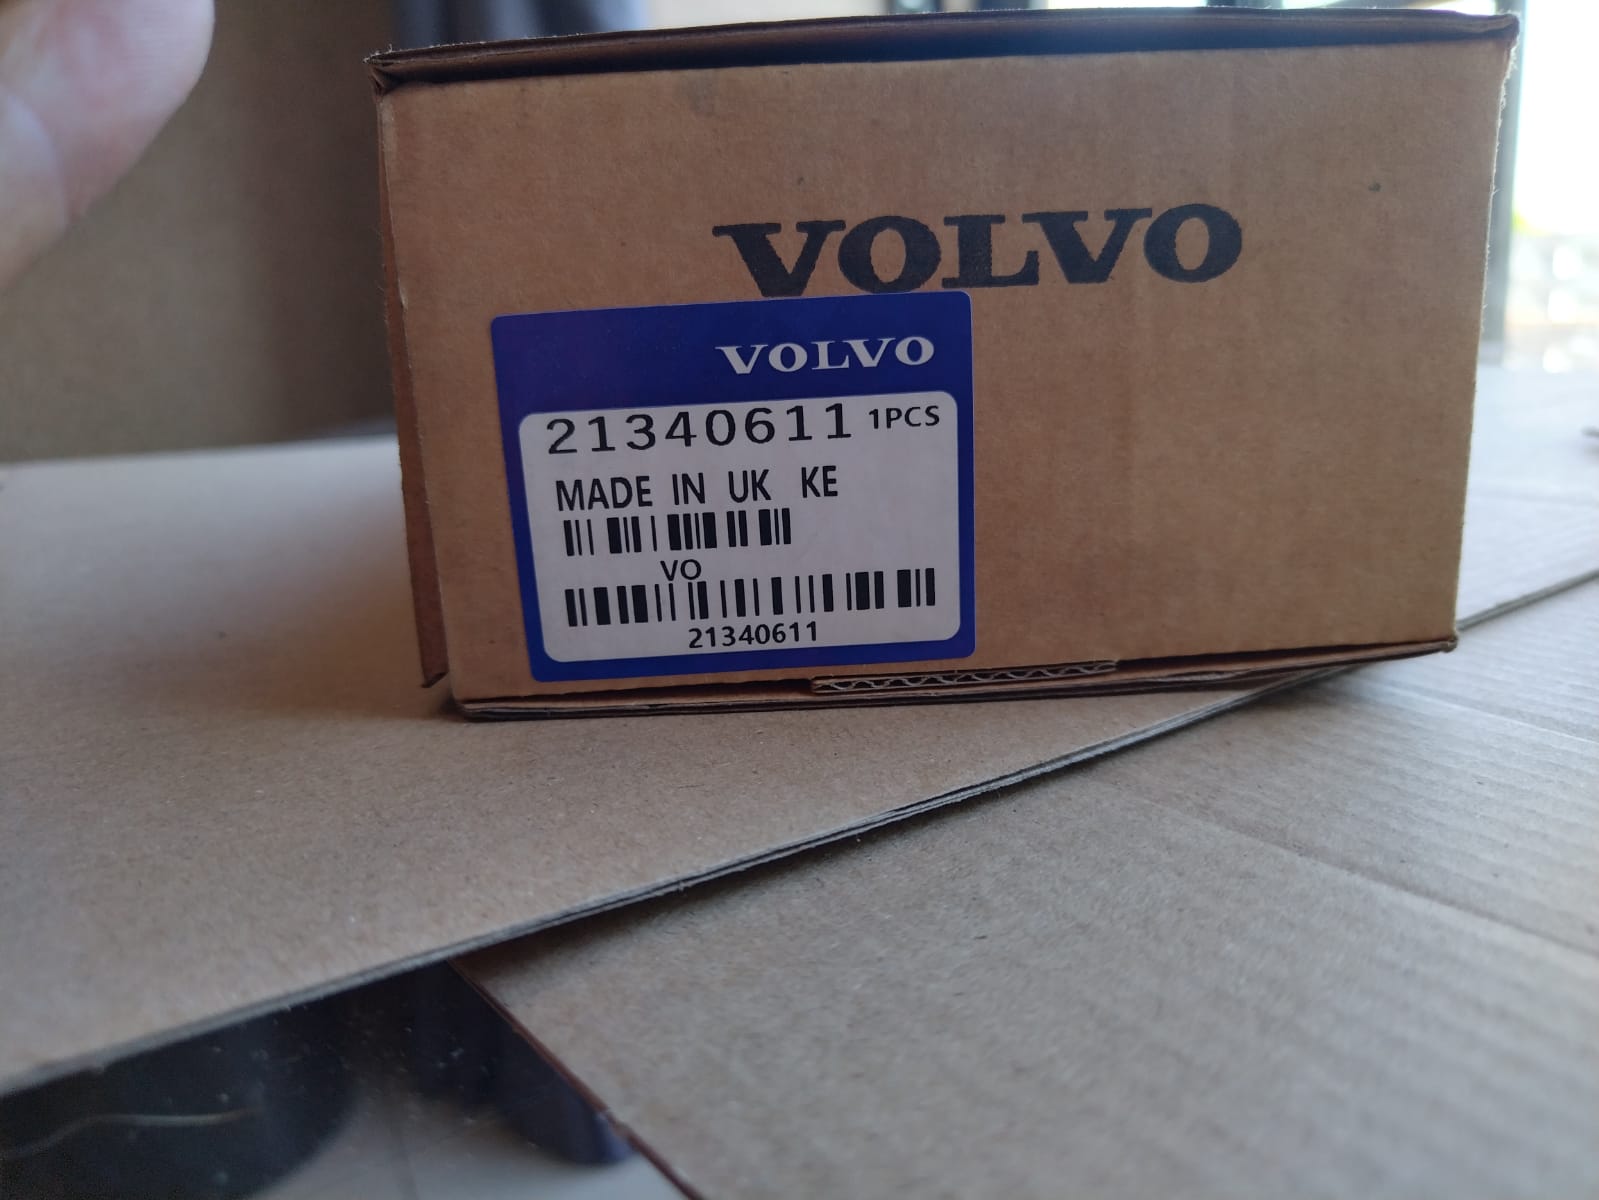 VOLVO
VOLVO
21340611 1PCS
MADE IN UK KE
VO
21340611